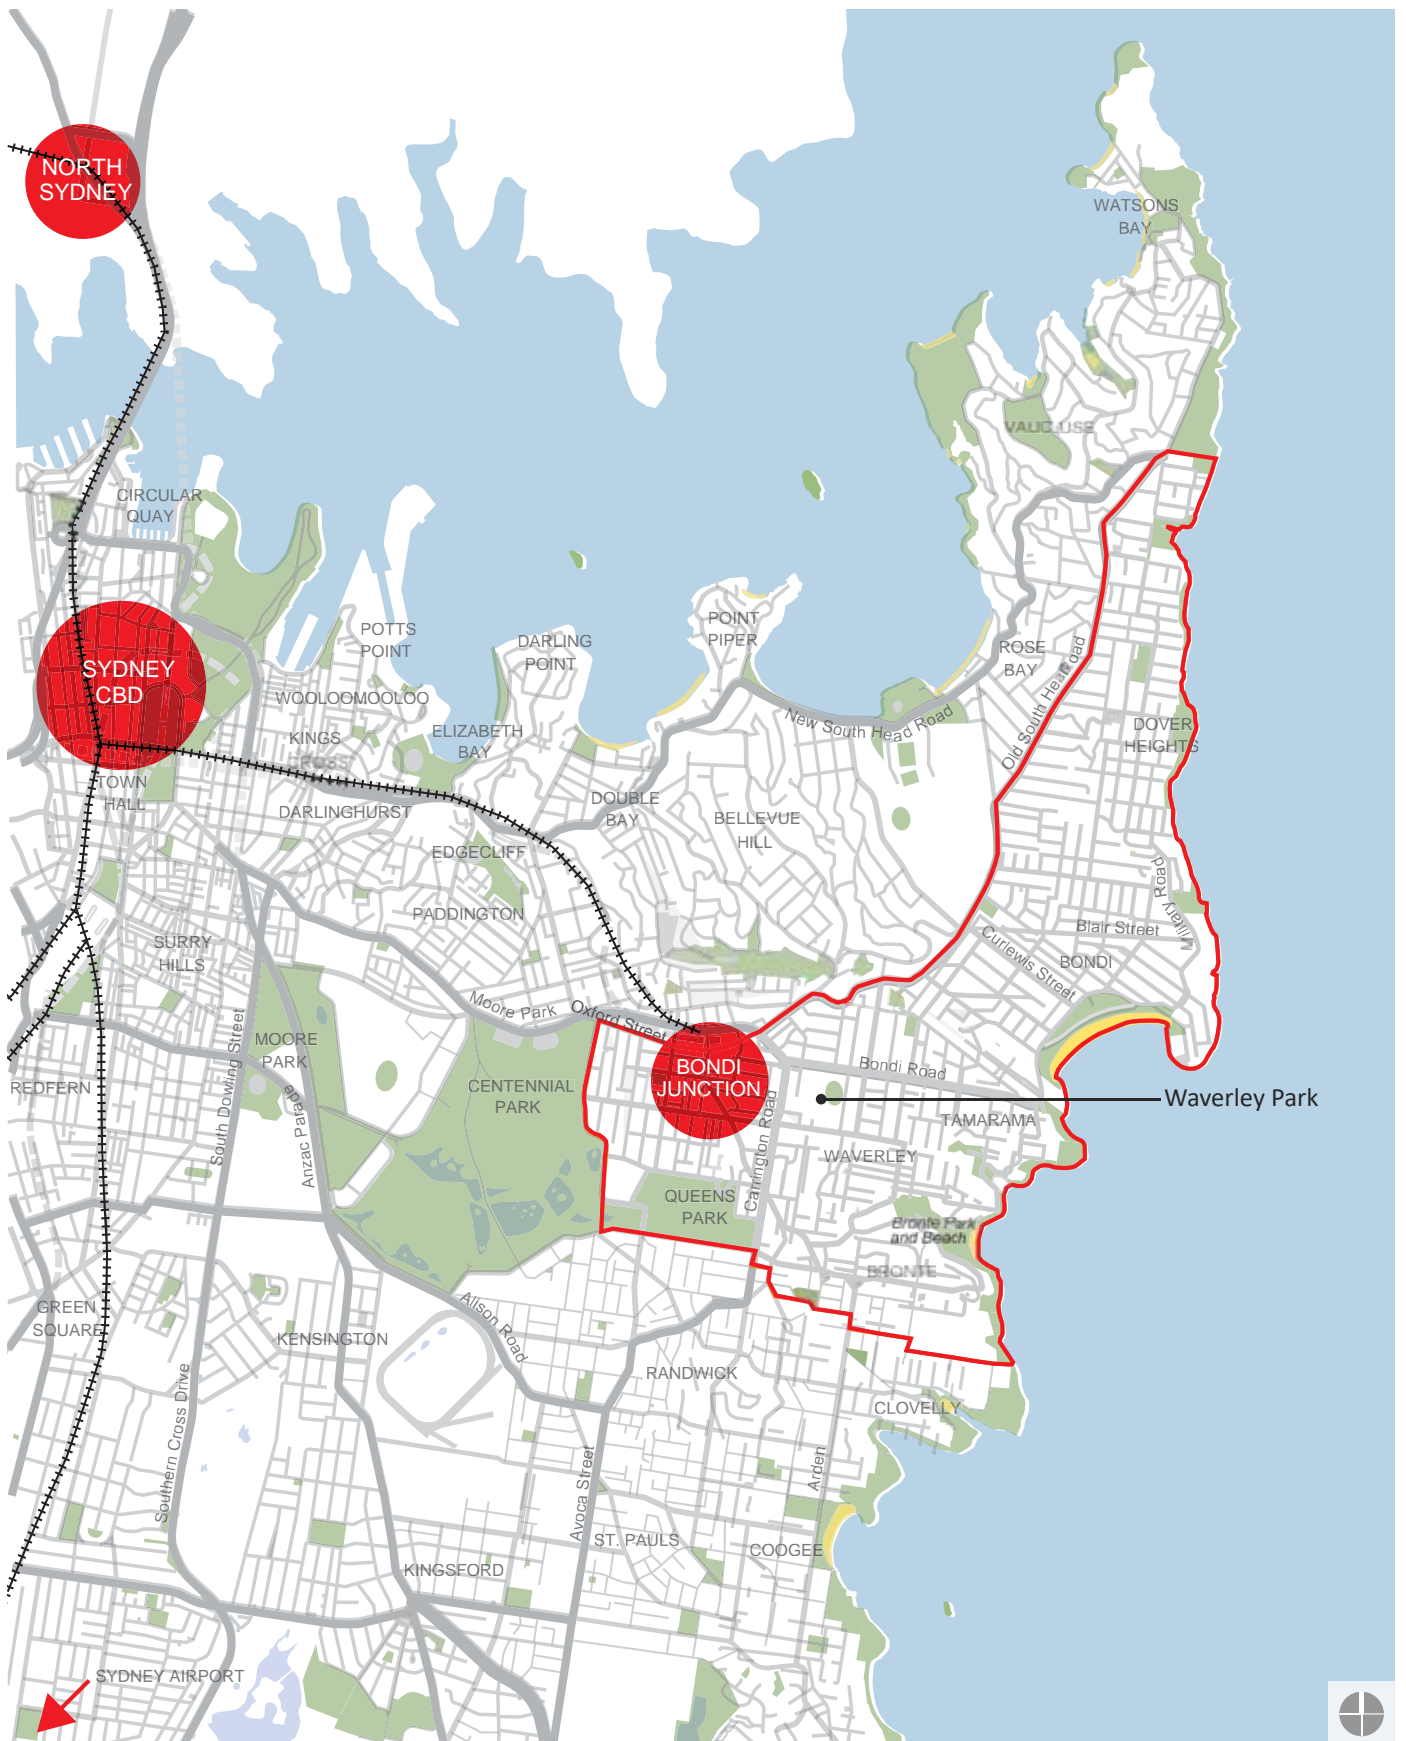 NORTH
SYDNEY
WATSONS
BAY
VAUCLUSE
CIRCULAR
QUAY
POTTS
POINT
DARLING
POINT
POINT
PIPER
ROSE
BAY
SYDNEY
CBD
WOOLOOMOOLOO
KINGS
CROSS
ELIZABETH
BAY
New South Head Road
Old South Head Road
DOVER
HEIGHTS
TOWN
HALL
DARLINGHURST
DOUBLE
BAY
BELLEVUE
HILL
EDGECLIFF
PADDINGTON
Military Road
Blair Street
Curlewis Street
BONDI
SURRY
HILLS
Moore Park
Oxford Street
MOORE
PARK
South Dowling Street
REDFERN
Anzac Parade
CENTENNIAL
PARK
BONDI
JUNCTION
Bondi Road
Waverley Park
TAMARAMA
Carrington Road
WAVERLEY
QUEENS
PARK
Bronte Park
and Beach
BRONTE
GREEN
SQUARE
KENSINGTON
Alison Road
RANDWICK
CLOVELLY
Southern Cross Drive
Avoca Street
Arden
ST. PAULS
COOGEE
KINGSFORD
SYDNEY AIRPORT